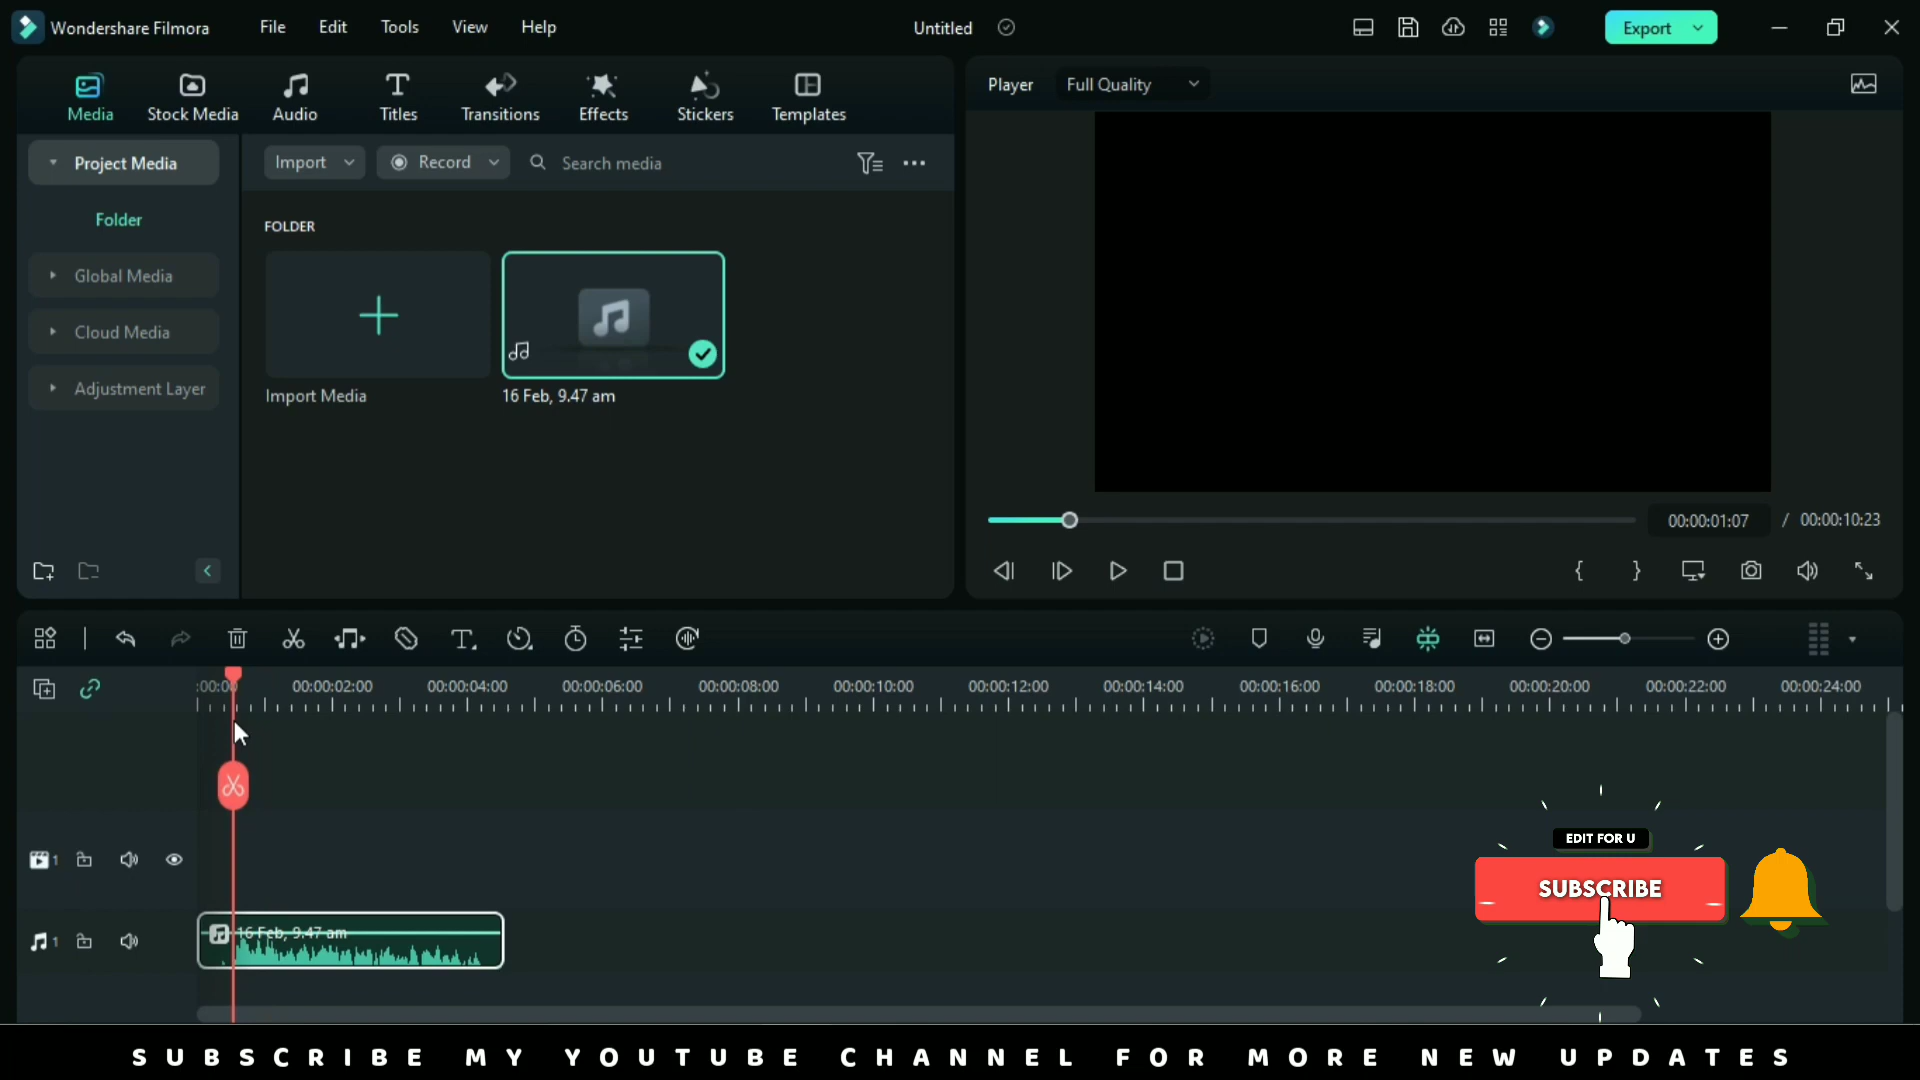 Wondershare Filmora File Edit Tools View Help Untitled Export
Media Stock Media Audio Titles Transitions Effects Stickers Templates
Player Full Quality
Project Media
Import Record Search media
Folder
FOLDER
Global Media
Cloud Media
Adjustment Layer
Import Media 16 Feb, 9.47 am
00:00:01:07 / 00:00:10:23
:00:00 00:00:02:00 00:00:04:00 00:00:06:00 00:00:08:00 00:00:10:00 00:00:12:00 00:00:14:00 00:00:16:00 00:00:18:00 00:00:20:00 00:00:22:00 00:00:24:00
EDIT FOR U
1
SUBSCRIBE
1 16 Feb, 9.47 am
SUBSCRIBE MY YOUTUBE CHANNEL FOR MORE NEW UPDATES